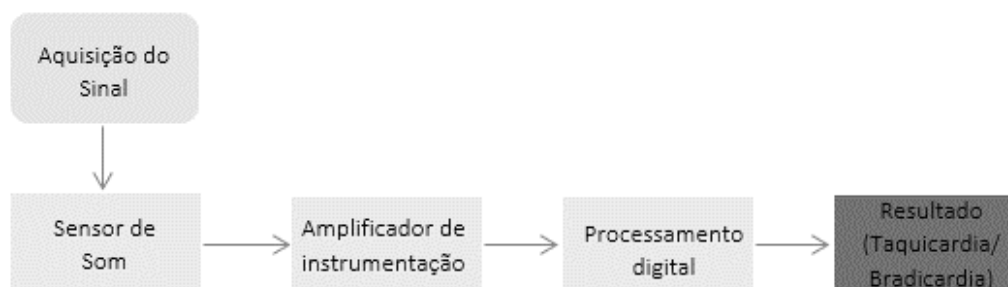 Aquisição do
Sinal
Sensor de
Som
Amplificador de
instrumentação
Processamento
digital
Resultado
(Taquicardia/
Bradicardia)